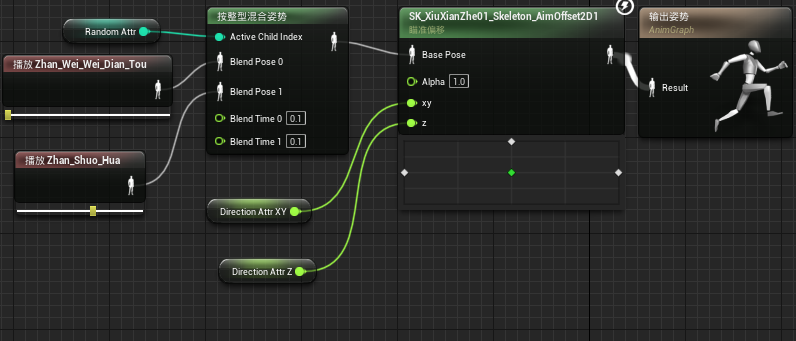 Random Attr
播放 Zhan_Wei_Wei_Dian_Tou
播放 Zhan_Shuo_Hua
按整型混合姿势
Active Child Index
Blend Pose 0
Blend Pose 1
Blend Time 0 0.1
Blend Time 1 0.1
Direction Attr XY
Direction Attr Z
SK_XiuXianZhe01_Skeleton_AimOffset2D1
瞄准偏移
Base Pose
Alpha 1.0
xy
z
输出姿势
AnimGraph
Result